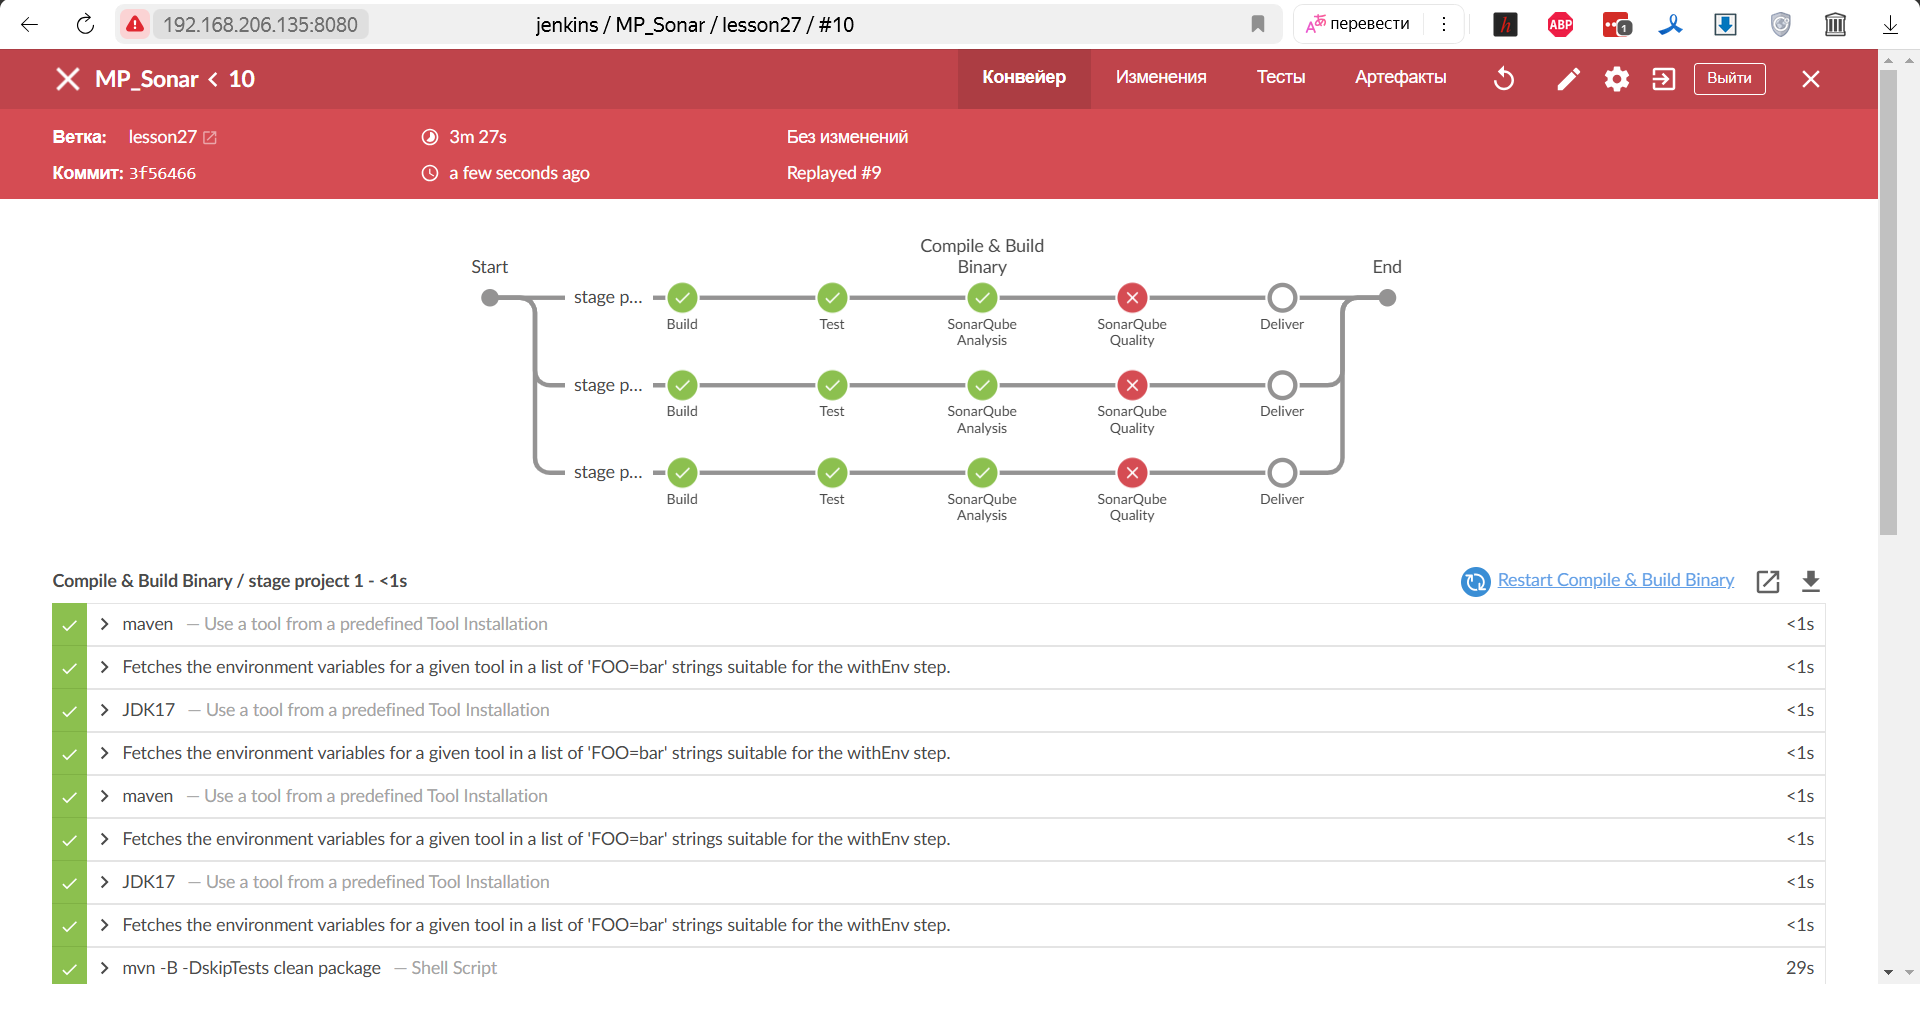 192.168.206.135:8080
jenkins / MP_Sonar / lesson27 / #10
перевести
ABP
1
MP_Sonar < 10
Конвейер
Изменения
Тесты
Артефакты
Выйти
Ветка: lesson27
3m 27s
Без изменений
Коммит: 3f56466
a few seconds ago
Replayed #9
Start
Compile & Build
Binary
End
stage p...
Build
Test
SonarQube
Analysis
SonarQube
Quality
Deliver
stage p...
Build
Test
SonarQube
Analysis
SonarQube
Quality
Deliver
stage p...
Build
Test
SonarQube
Analysis
SonarQube
Quality
Deliver
Compile & Build Binary / stage project 1 - <1s
Restart Compile & Build Binary
maven — Use a tool from a predefined Tool Installation <1s
Fetches the environment variables for a given tool in a list of 'FOO=bar' strings suitable for the withEnv step. <1s
JDK17 — Use a tool from a predefined Tool Installation <1s
Fetches the environment variables for a given tool in a list of 'FOO=bar' strings suitable for the withEnv step. <1s
maven — Use a tool from a predefined Tool Installation <1s
Fetches the environment variables for a given tool in a list of 'FOO=bar' strings suitable for the withEnv step. <1s
JDK17 — Use a tool from a predefined Tool Installation <1s
Fetches the environment variables for a given tool in a list of 'FOO=bar' strings suitable for the withEnv step. <1s
mvn -B -DskipTests clean package — Shell Script 29s